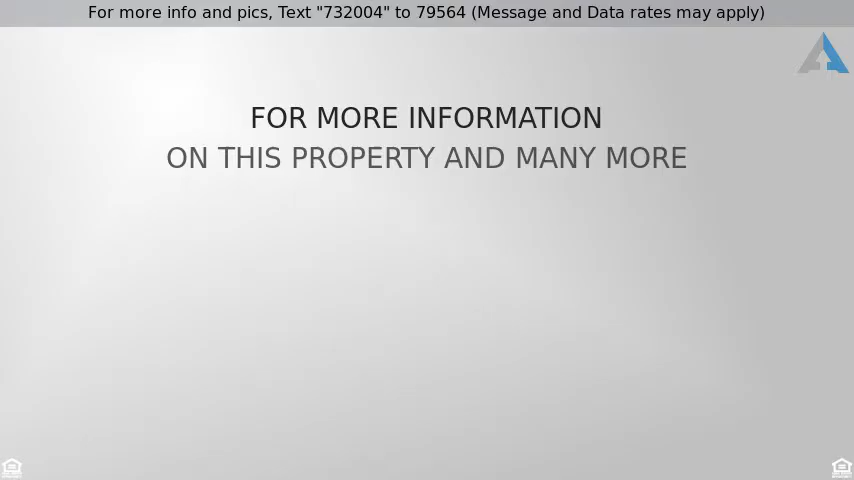 For more info and pics, Text "732004" to 79564 (Message and Data rates may apply)
FOR MORE INFORMATION
ON THIS PROPERTY AND MANY MORE